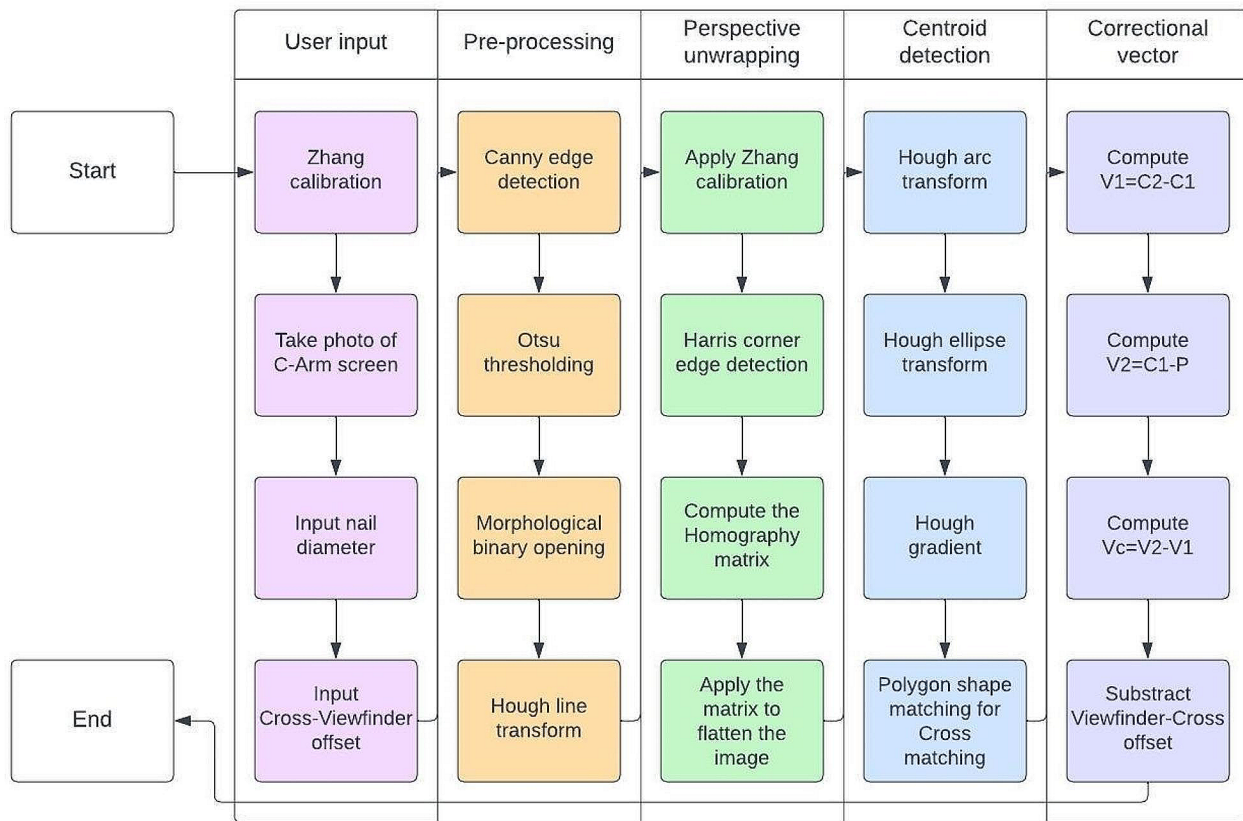 User input
Pre-processing
Perspective
unwrapping
Centroid
detection
Correctional
vector
Start
Zhang
calibration
Canny edge
detection
Apply Zhang
calibration
Hough arc
transform
Compute
V1=C2-C1
Take photo of
C-Arm screen
Otsu
thresholding
Harris corner
edge detection
Hough ellipse
transform
Compute
V2=C1-P
Input nail
diameter
Morphological
binary opening
Compute the
Homography
matrix
Hough
gradient
Compute
Vc=V2-V1
End
Input
Cross-Viewfinder
offset
Hough line
transform
Apply the
matrix to
flatten the
image
Polygon shape
matching for
Cross
matching
Substract
Viewfinder-Cross
offset